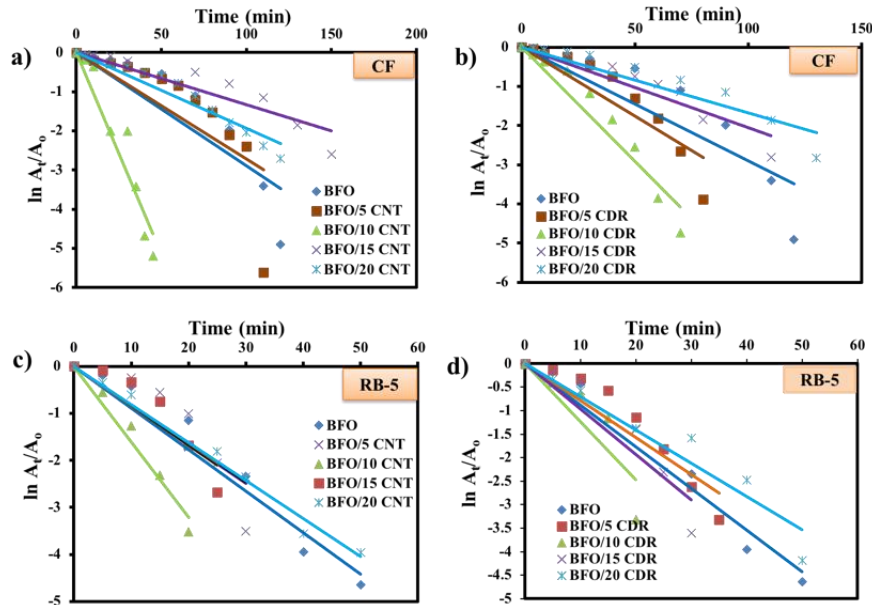 a)
Time (min)
0 50 100 150 200
0
-1
-2
-3
-4
-5
-6
ln At/Ao
CF
BFO
BFO/5 CNT
BFO/10 CNT
BFO/15 CNT
BFO/20 CNT
b)
Time (min)
0 50 100 150
0
-1
-2
-3
-4
-5
-6
ln At/Ao
CF
BFO
BFO/5 CDR
BFO/10 CDR
BFO/15 CDR
BFO/20 CDR
c)
Time (min)
0 10 20 30 40 50 60
0
-1
-2
-3
-4
-5
ln At/Ao
RB-5
BFO
BFO/5 CNT
BFO/10 CNT
BFO/15 CNT
BFO/20 CNT
d)
Time (min)
0 10 20 30 40 50 60
0
-0.5
-1
-1.5
-2
-2.5
-3
-3.5
-4
-4.5
-5
ln At/Ao
RB-5
BFO
BFO/5 CDR
BFO/10 CDR
BFO/15 CDR
BFO/20 CDR